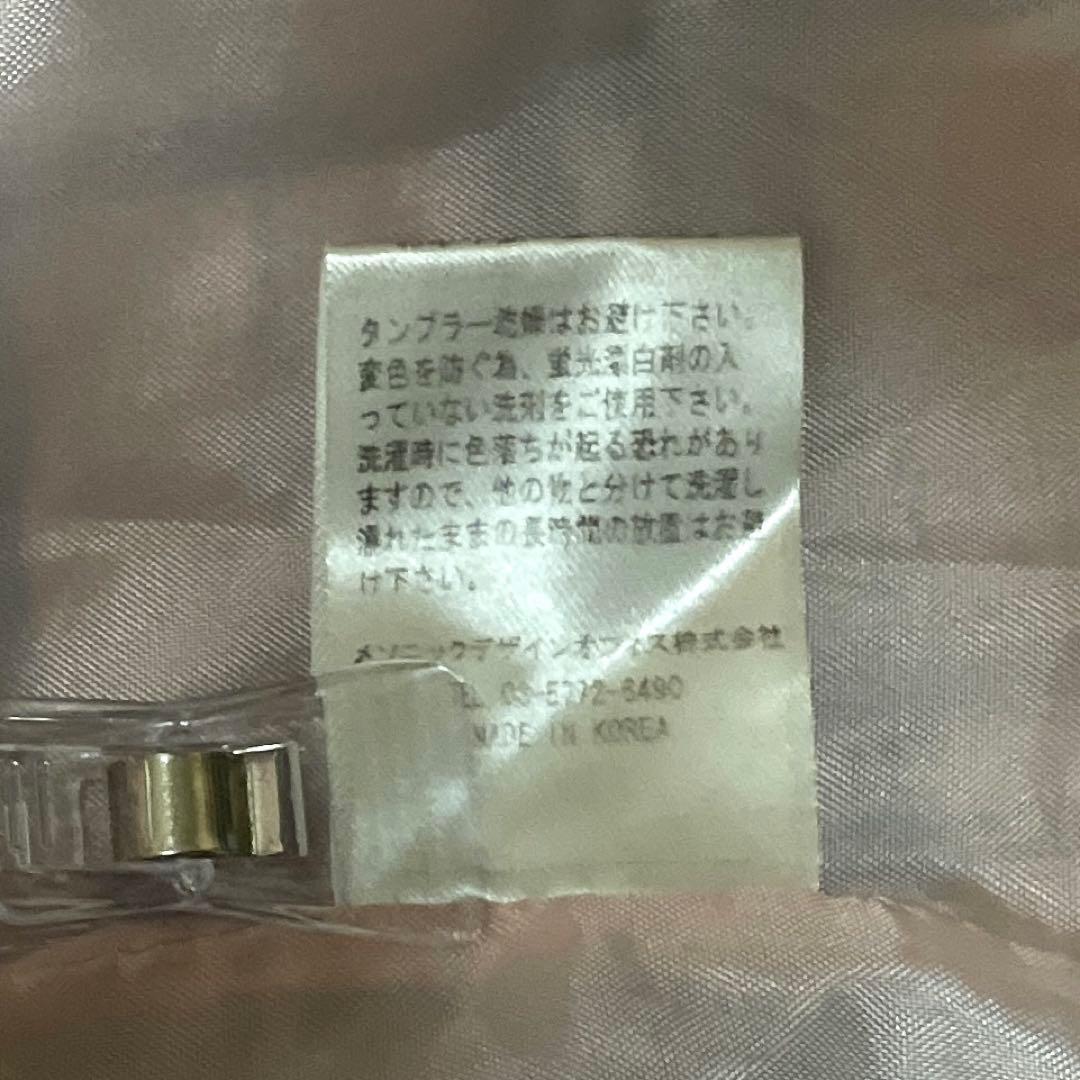 タンブラー乾燥はお避け下さい。
変色を防ぐ為、蛍光漂白剤の入
っていない洗剤をご使用下さい。
洗濯時に色落ちが起る恐れがあり
ますので、他の物と分けて洗濯し
濡れたままの長時間の放置はお避
け下さい。
メソニックデザインオフィス株式会社
TEL 03-5772-6490
MADE IN KOREA